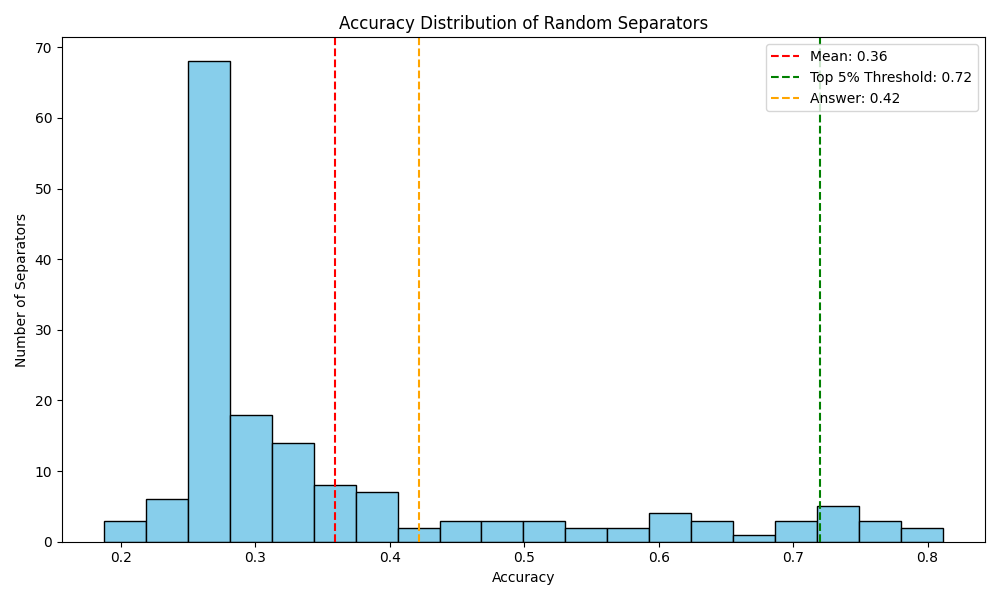 Accuracy Distribution of Random Separators
Mean: 0.36
Top 5% Threshold: 0.72
Answer: 0.42
Number of Separators
70
60
50
40
30
20
10
0
0.2 0.3 0.4 0.5 0.6 0.7 0.8
Accuracy